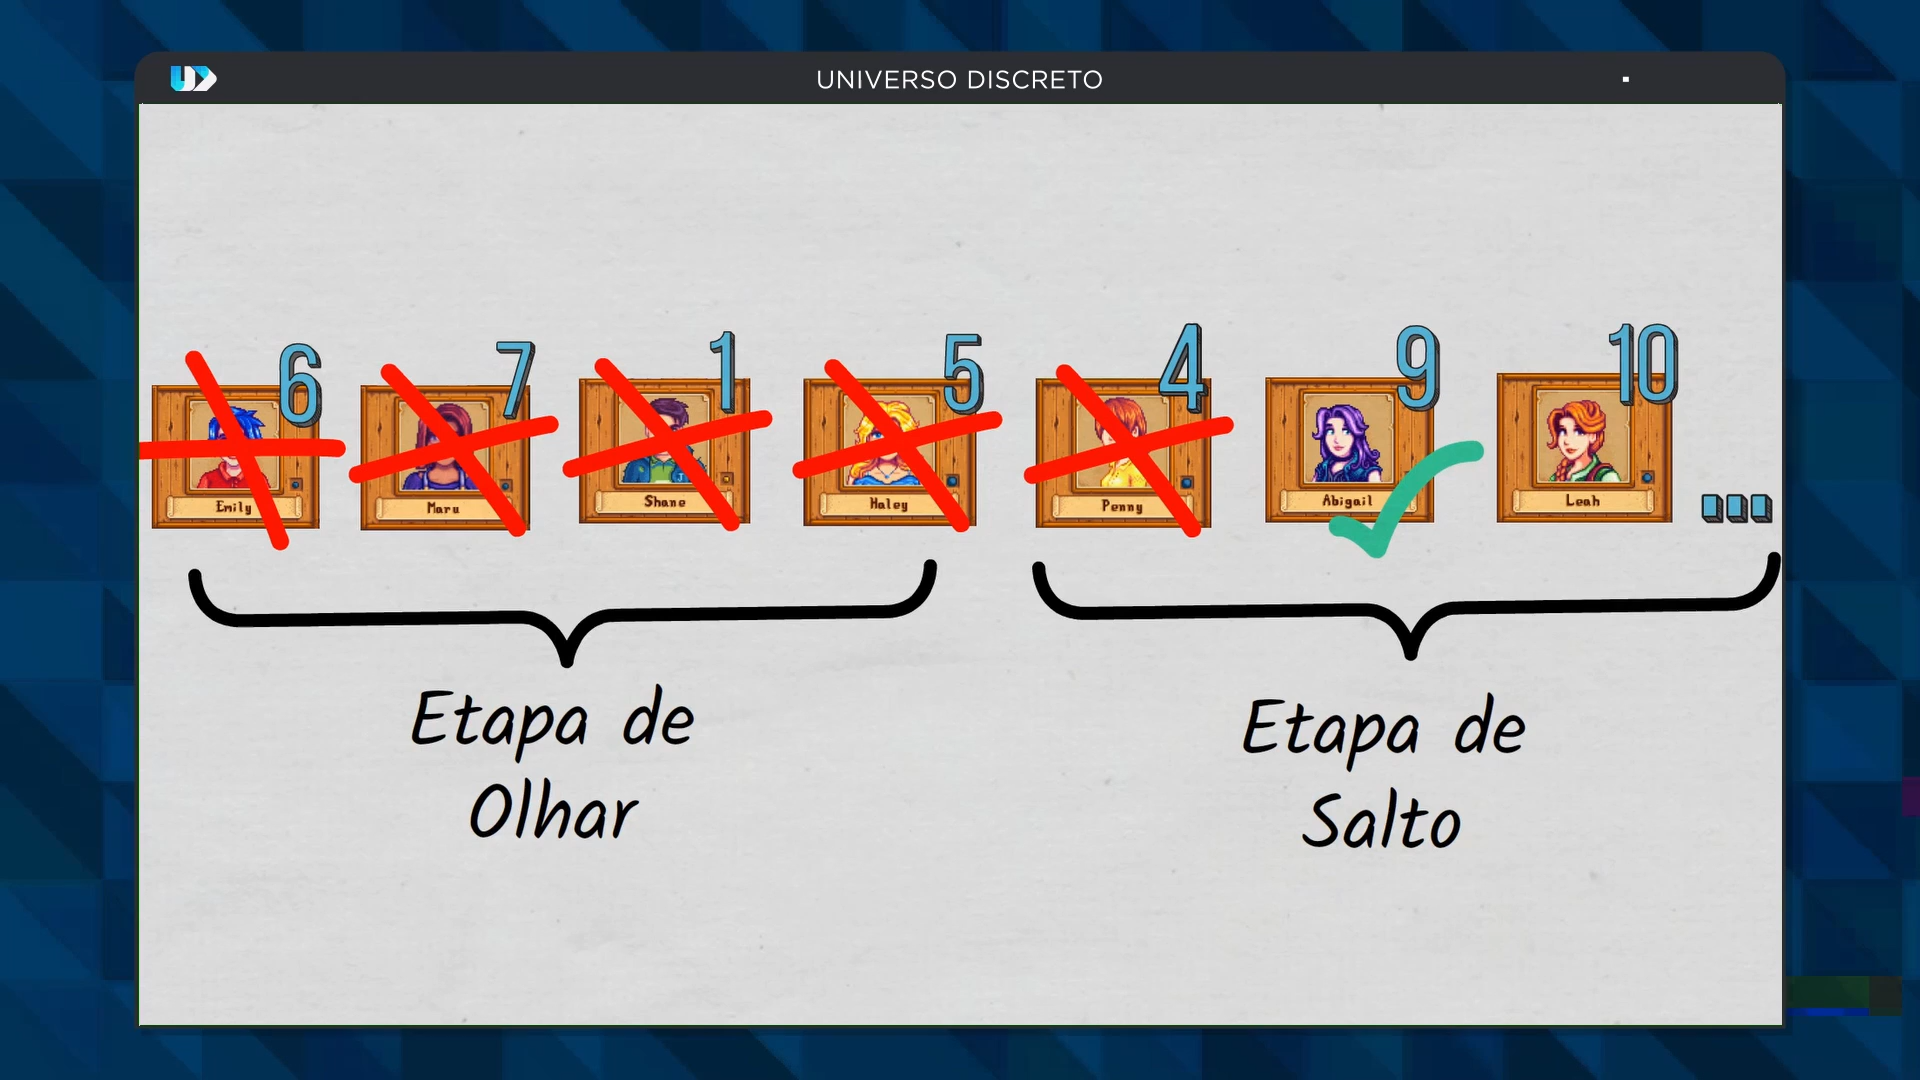 UNIVERSO DISCRETO
6 7 1 5 4 9 10
Emily Maru Shane Haley Penny Abigail Leah ...
Etapa de
Olhar
Etapa de
Salto